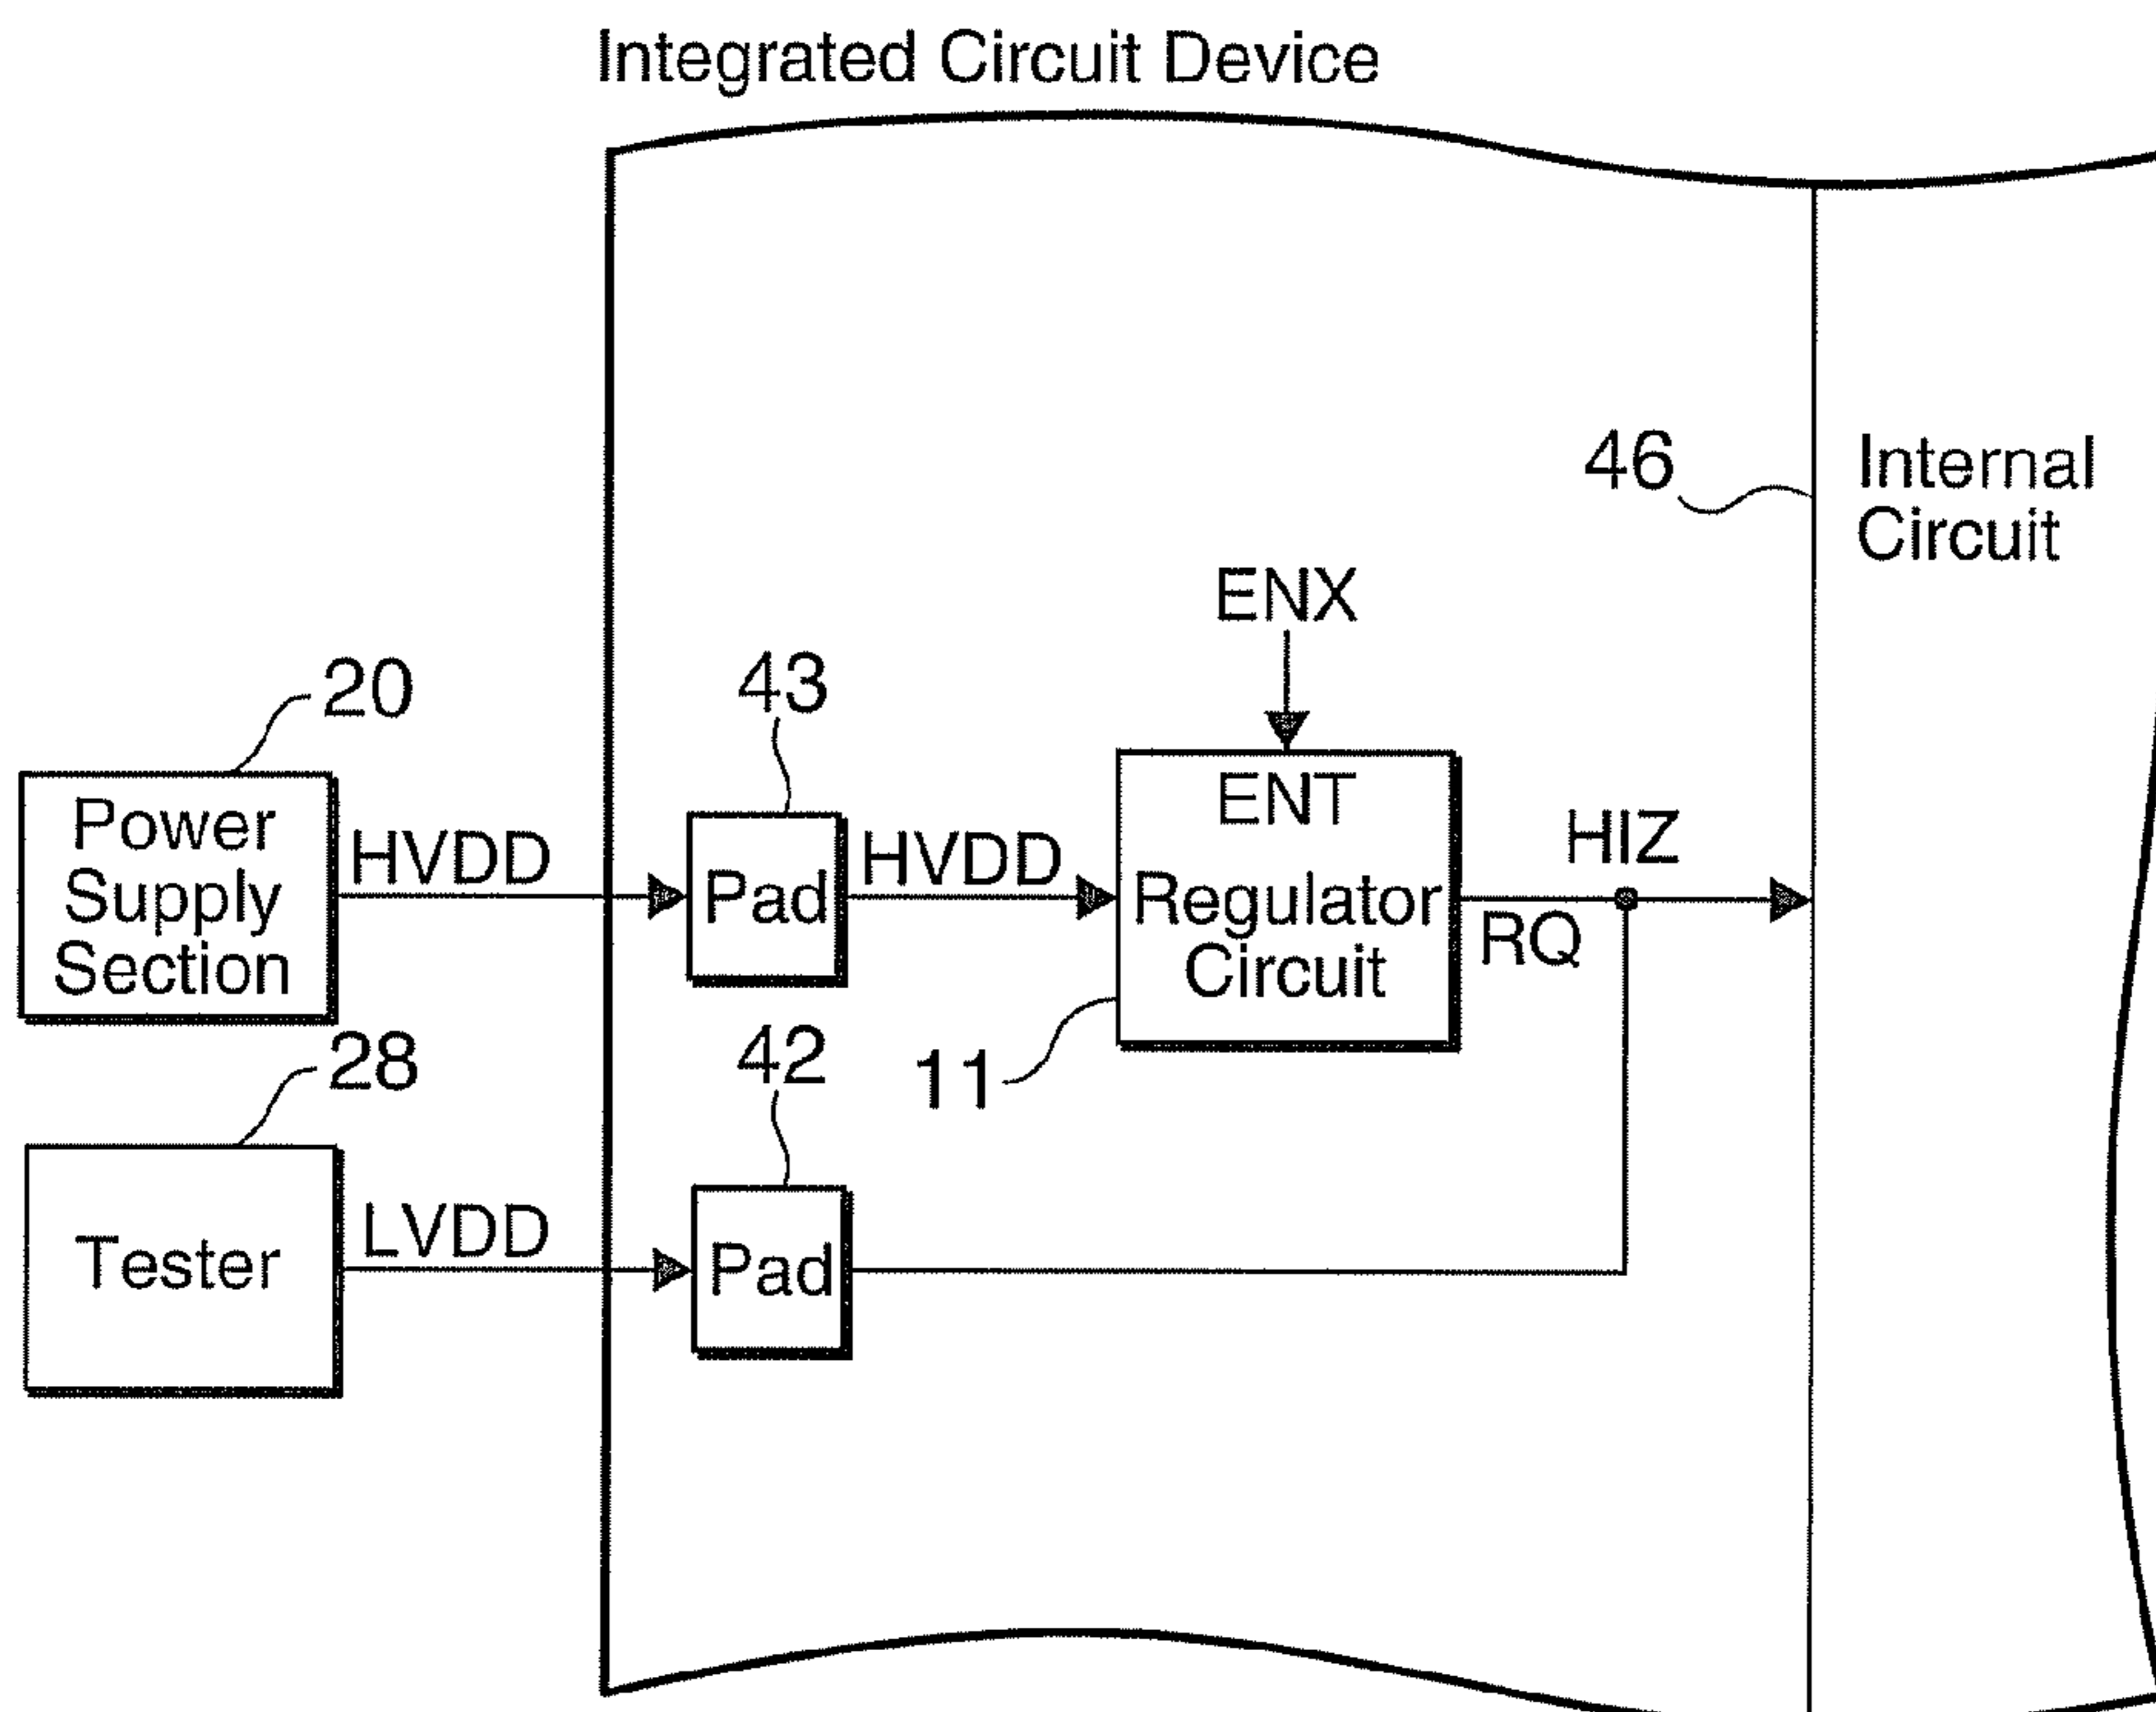 Integrated Circuit Device
46
Internal
Circuit
ENX
20
43
Power
Supply
Section
HVDD
Pad
HVDD
ENT
Regulator
Circuit
HIZ
RQ
28
42
11
Tester
LVDD
Pad